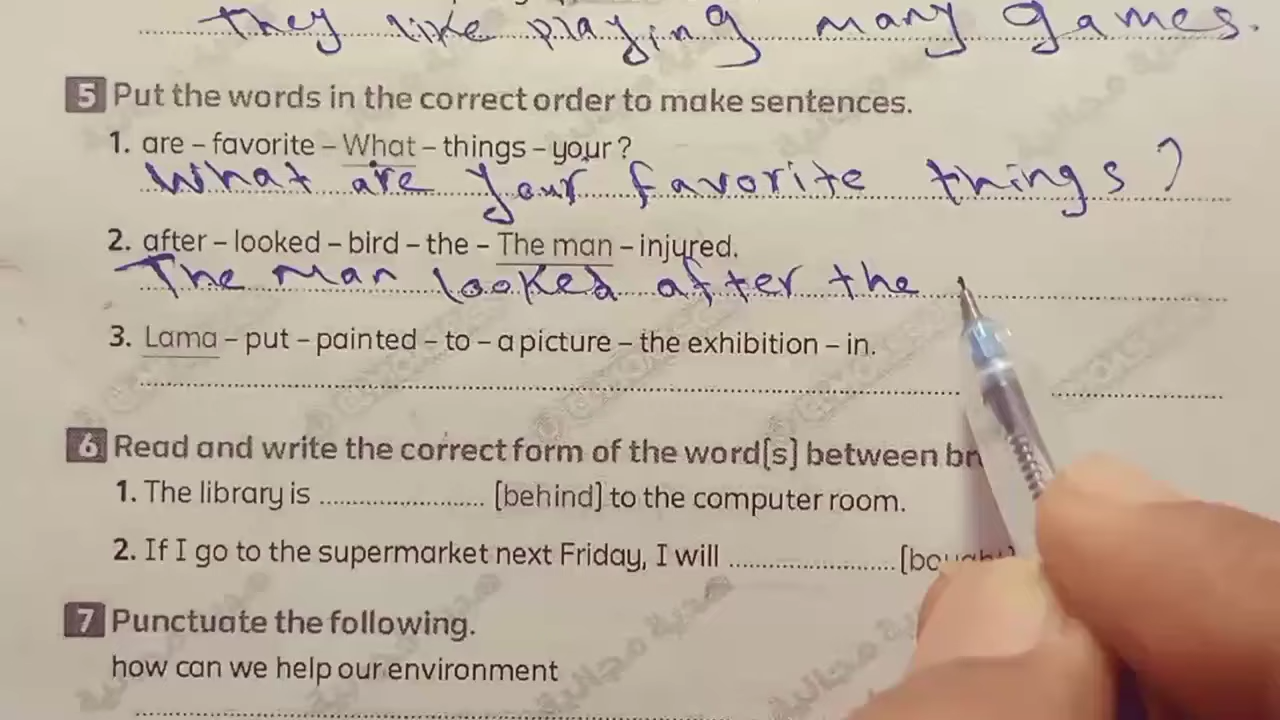 They like playing many games.
5 Put the words in the correct order to make sentences.
1. are – favorite – What – things – your ?
What are your favorite things ?
2. after – looked – bird – the – The man – injured.
The man looked after the
3. Lama – put – painted – to – a picture – the exhibition – in.
6 Read and write the correct form of the word[s] between
1. The library is .................... [behind] to the computer room.
2. If I go to the supermarket next Friday, I will ....................
7 Punctuate the following.
how can we help our environment